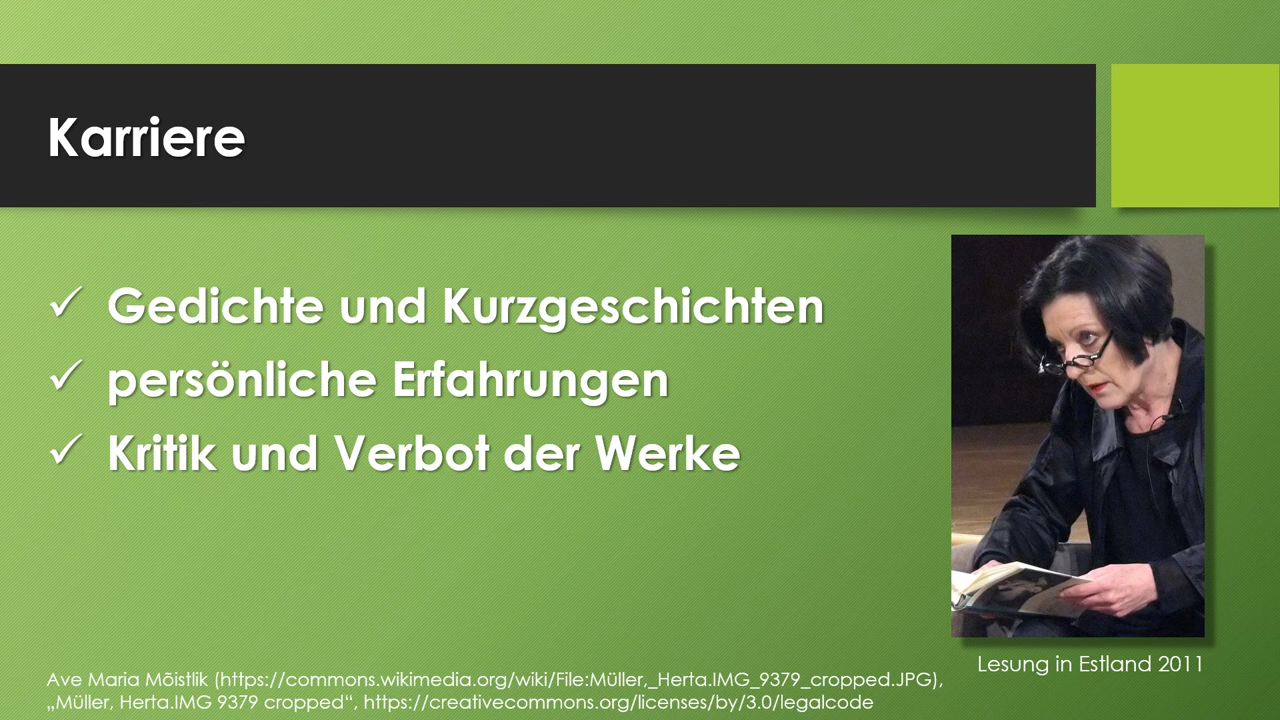 Karriere
✓ Gedichte und Kurzgeschichten
✓ persönliche Erfahrungen
✓ Kritik und Verbot der Werke
Lesung in Estland 2011
Ave Maria Mõistlik (https://commons.wikimedia.org/wiki/File:Müller,_Herta.IMG_9379_cropped.JPG),
„Müller, Herta.IMG 9379 cropped“, https://creativecommons.org/licenses/by/3.0/legalcode